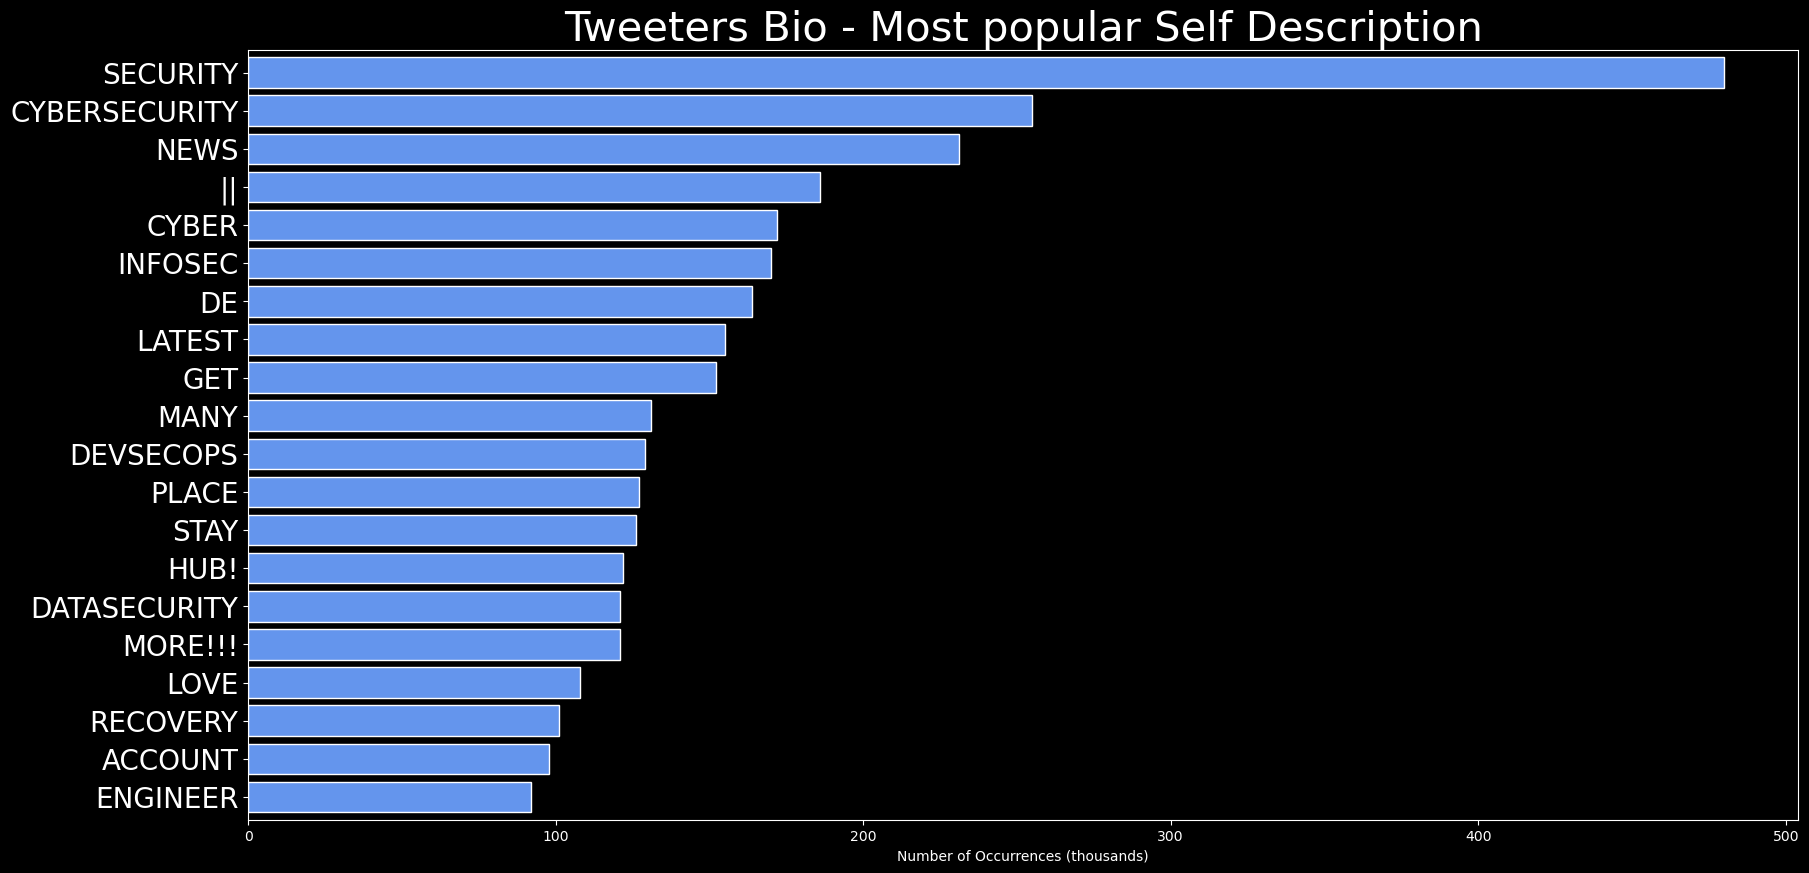 Tweeters Bio - Most popular Self Description
SECURITY
CYBERSECURITY
NEWS
||
CYBER
INFOSEC
DE
LATEST
GET
MANY
DEVSECOPS
PLACE
STAY
HUB!
DATASECURITY
MORE!!!
LOVE
RECOVERY
ACCOUNT
ENGINEER
0 100 200 300 400 500
Number of Occurrences (thousands)